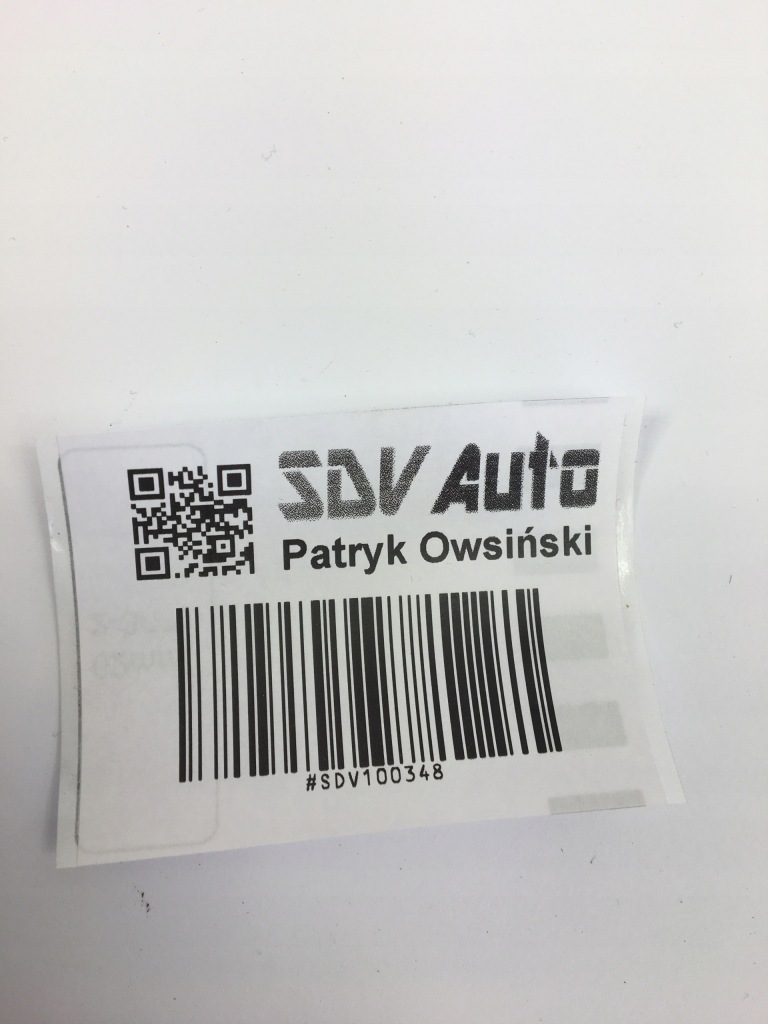 SDV Auto
Patryk Owsiński
#SDV100348